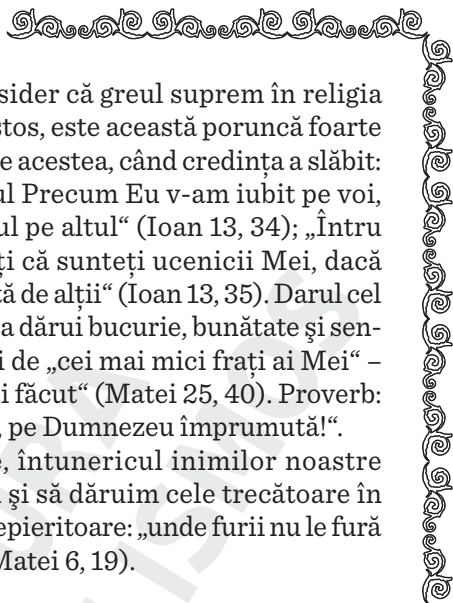 sider că greul suprem în religia
stos, este această poruncă foarte
e acestea, când credința a slăbit:
ul Precum Eu v-am iubit pe voi,
ul pe altul“ (Ioan 13, 34); „Întru
ți că sunteți ucenicii Mei, dacă
ă de alții“ (Ioan 13, 35). Darul cel
a dărui bucurie, bunătate şi sen-
i de „cei mai mici frați ai Mei“ –
i făcut“ (Matei 25, 40). Proverb:
, pe Dumnezeu împrumută!“.
e, întunericul inimilor noastre
i şi să dăruim cele trecătoare în
epieritoare: „unde furii nu le fură
Matei 6, 19).